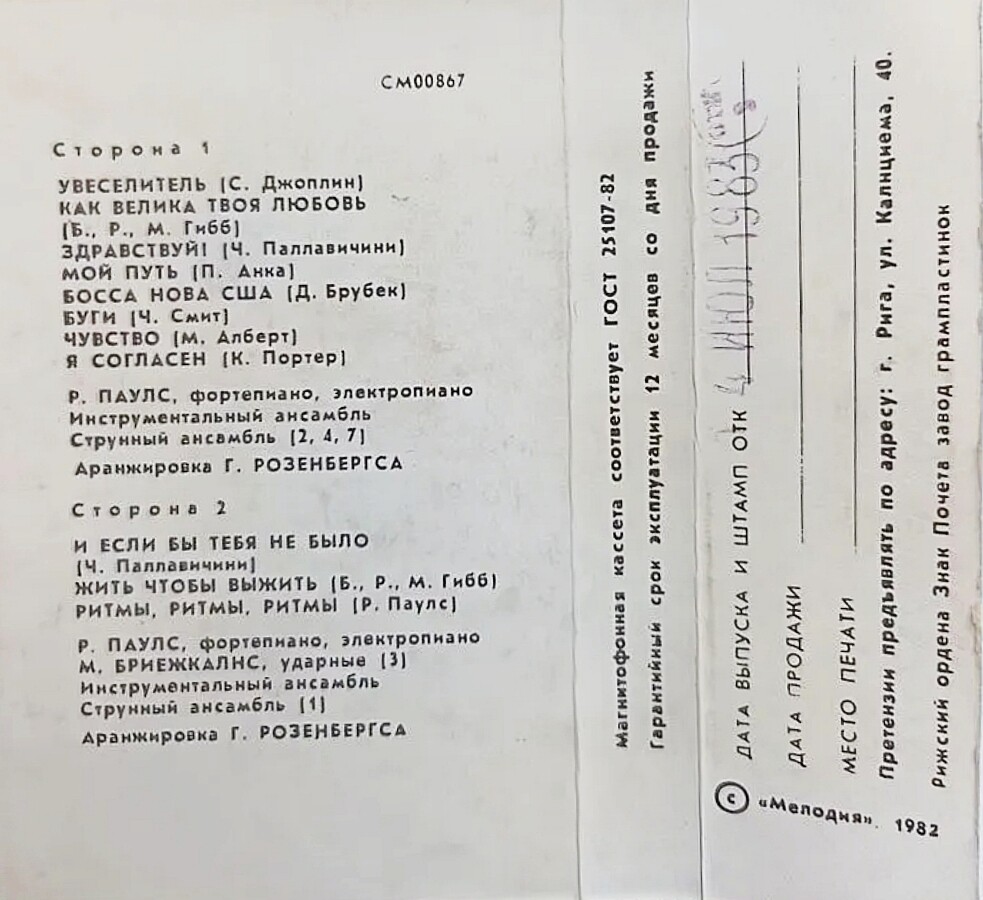 СМ00867
Сторона 1
УВЕСЕЛИТЕЛЬ (С. Джоплин)
КАК ВЕЛИКА ТВОЯ ЛЮБОВЬ
(Б., Р., М. Гибб)
ЗДРАВСТВУЙ! (Ч. Паллавичини)
МОЙ ПУТЬ (П. Анка)
БОССА НОВА США (Д. Брубек)
БУГИ (Ч. Смит)
ЧУВСТВО (М. Алберт)
Я СОГЛАСЕН (К. Портер)
Р. ПАУЛС, фортепиано, электропиано
Инструментальный ансамбль
Струнный ансамбль (2, 4, 7)
Аранжировка Г. РОЗЕНБЕРГСА
Сторона 2
И ЕСЛИ БЫ ТЕБЯ НЕ БЫЛО
(Ч. Паллавичини)
ЖИТЬ ЧТОБЫ ВЫЖИТЬ (Б., Р., М. Гибб)
РИТМЫ, РИТМЫ, РИТМЫ (Р. Паулс)
Р. ПАУЛС, фортепиано, электропиано
М. БРИЕЖКАЛНС, ударные (3)
Инструментальный ансамбль
Струнный ансамбль (1)
Аранжировка Г. РОЗЕНБЕРГСА
Магнитофонная кассета соответствует ГОСТ 25107-82
Гарантийный срок эксплуатации 12 месяцев со дня продажи
ДАТА ВЫПУСКА И ШТАМП ОТК 4 ИЮЛ 1983
ДАТА ПРОДАЖИ
МЕСТО ПЕЧАТИ
Претензии предъявлять по адресу: г. Рига, ул. Калнциема, 40.
Рижский ордена Знак Почета завод грампластинок
© «Мелодия». 1982